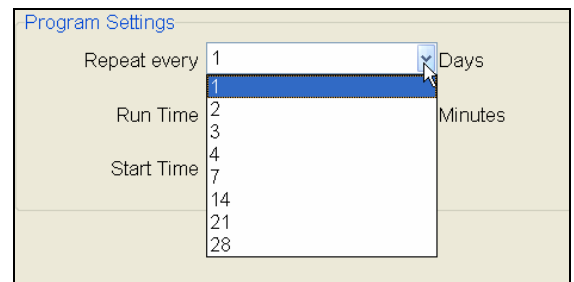 Program Settings
Repeat every 1 Days
1
Run Time 2 Minutes
3
Start Time 4
7
14
21
28